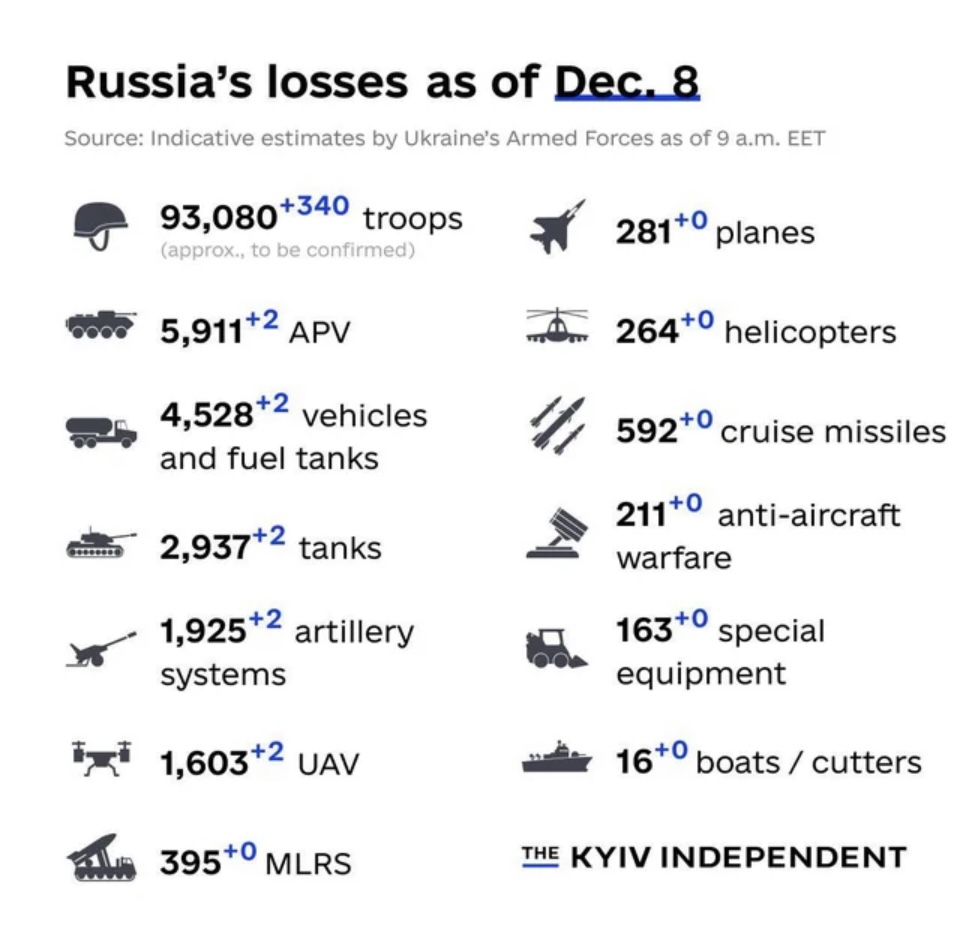 Russia's losses as of Dec. 8
Source: Indicative estimates by Ukraine's Armed Forces as of 9 a.m. EET
93,080+340 troops
(approx., to be confirmed)
5,911+2 APV
4,528+2 vehicles
and fuel tanks
2,937+2 tanks
1,925+2 artillery
systems
1,603+2 UAV
395+0 MLRS
281+0 planes
264+0 helicopters
592+0 cruise missiles
211+0 anti-aircraft
warfare
163+0 special
equipment
16+0 boats / cutters
THE KYIV INDEPENDENT